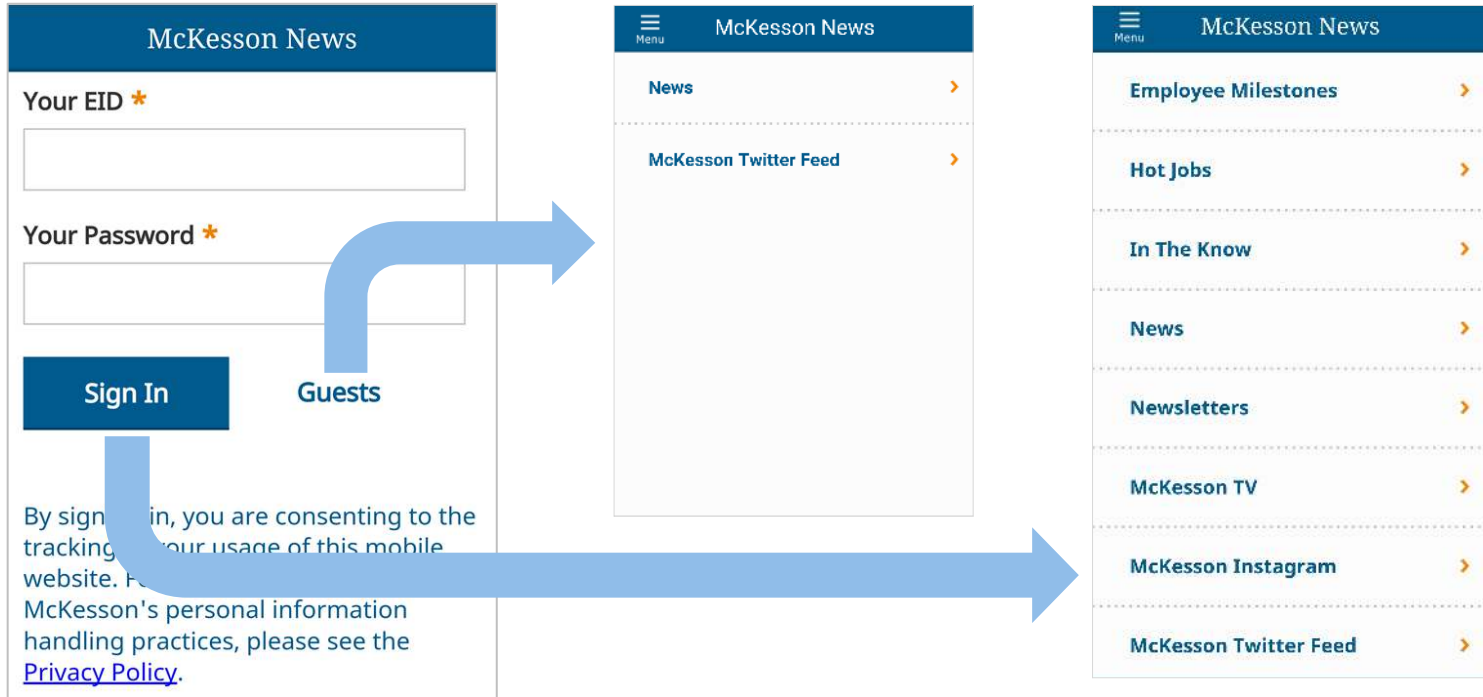 McKesson News
Your EID *
Your Password *
Sign In
Guests
By sign in, you are consenting to the
tracking your usage of this mobile
website.
McKesson's personal information
handling practices, please see the
Privacy Policy.
Menu
McKesson News
News
McKesson Twitter Feed
Menu
McKesson News
Employee Milestones
Hot Jobs
In The Know
News
Newsletters
McKesson TV
McKesson Instagram
McKesson Twitter Feed